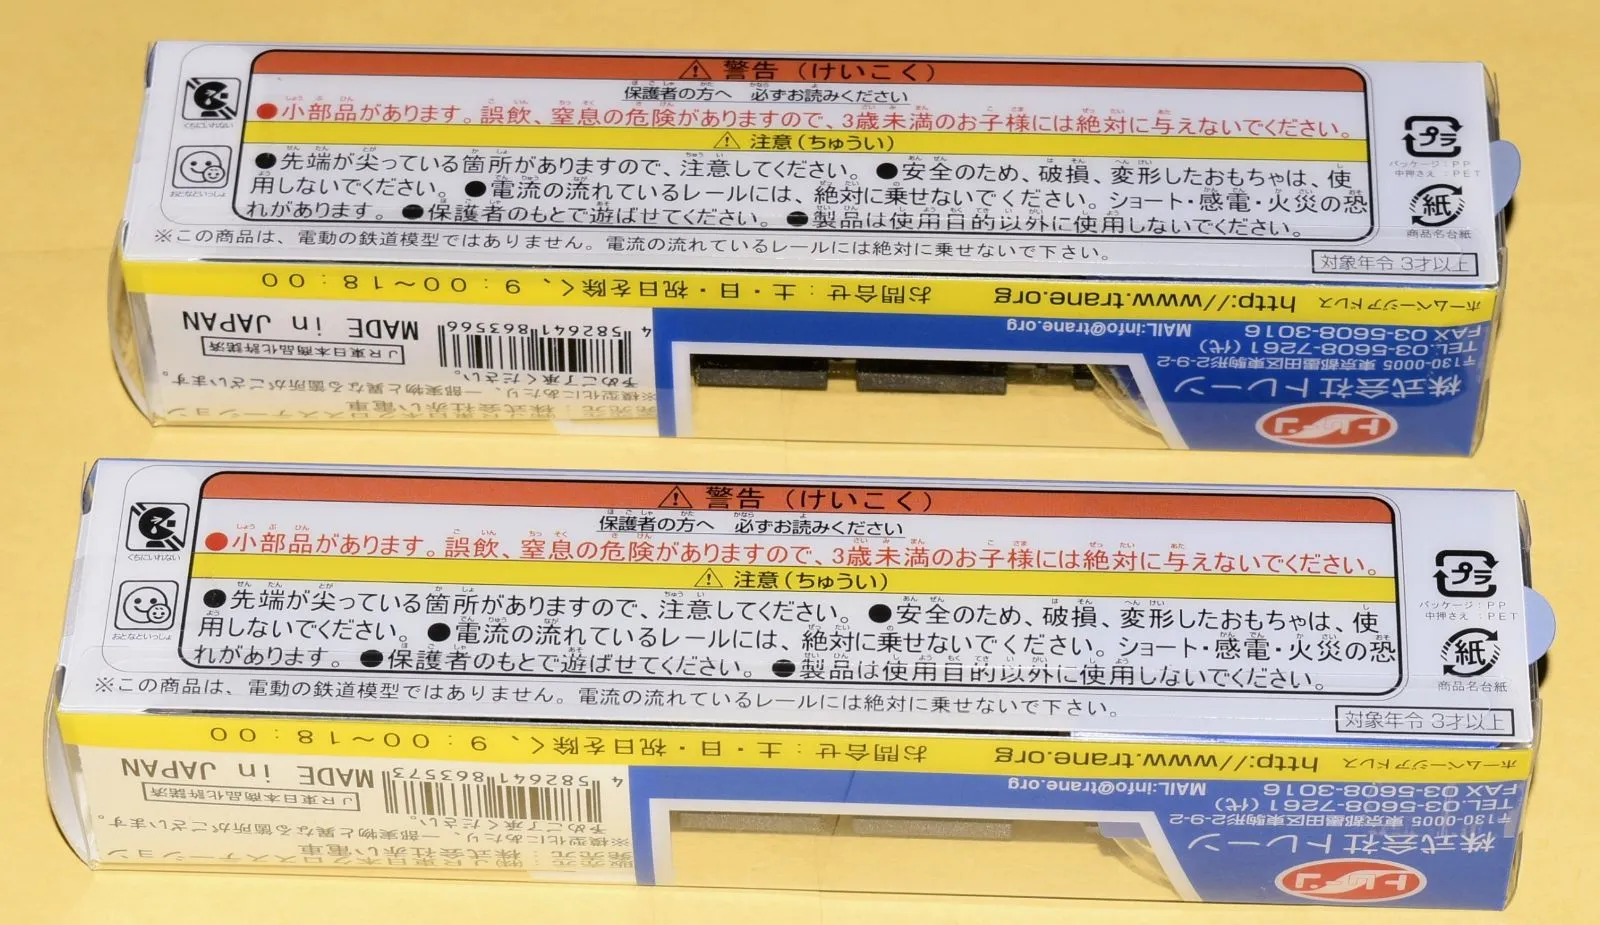 ⚠ 警告（けいこく）
保護者の方へ　必ずお読みください
くちにいれない
●小部品があります。誤飲、窒息の危険がありますので、3歳未満のお子様には絶対に与えないでください。
⚠ 注意（ちゅうい）
●先端が尖っている箇所がありますので、注意してください。●安全のため、破損、変形したおもちゃは、使
用しないでください。●電流の流れているレールには、絶対に乗せないでください。ショート・感電・火災の恐
れがあります。●保護者のもとで遊ばせてください。●製品は使用目的以外に使用しないでください。
おとなといっしょ
※この商品は、電動の鉄道模型ではありません。電流の流れているレールには絶対に乗せないで下さい。
プラ
パッケージ：PP
中押さえ：PET
紙
商品名台紙
対象年令 3才以上
ホームページアドレス http://www.trane.org お問合せ：土・日・祝日を除く、9：00〜18：00
MAIL:info@trane.org
FAX 03-5608-3016
TEL.03-5608-7261(代)
〒130-0005 東京都墨田区東駒形2-9-2
株式会社トレーン
トレーン
MADE in JAPAN
4 582641 863566
JR東日本商品化許諾済
予めご了承ください。
※模型化にあたり、一部実物と異なる箇所がございます。
発売元：株式会社赤い電車
販売元：㈱JR東日本クロスステーション
⚠ 警告（けいこく）
保護者の方へ　必ずお読みください
くちにいれない
●小部品があります。誤飲、窒息の危険がありますので、3歳未満のお子様には絶対に与えないでください。
⚠ 注意（ちゅうい）
●先端が尖っている箇所がありますので、注意してください。●安全のため、破損、変形したおもちゃは、使
用しないでください。●電流の流れているレールには、絶対に乗せないでください。ショート・感電・火災の恐
れがあります。●保護者のもとで遊ばせてください。●製品は使用目的以外に使用しないでください。
おとなといっしょ
※この商品は、電動の鉄道模型ではありません。電流の流れているレールには絶対に乗せないで下さい。
プラ
パッケージ：PP
中押さえ：PET
紙
商品名台紙
対象年令 3才以上
ホームページアドレス http://www.trane.org お問合せ：土・日・祝日を除く、9：00〜18：00
MAIL:info@trane.org
FAX 03-5608-3016
TEL.03-5608-7261(代)
〒130-0005 東京都墨田区東駒形2-9-2
株式会社トレーン
トレーン
MADE in JAPAN
4 582641 863573
JR東日本商品化許諾済
予めご了承ください。
※模型化にあたり、一部実物と異なる箇所がございます。
発売元：株式会社赤い電車
販売元：㈱JR東日本クロスステーション